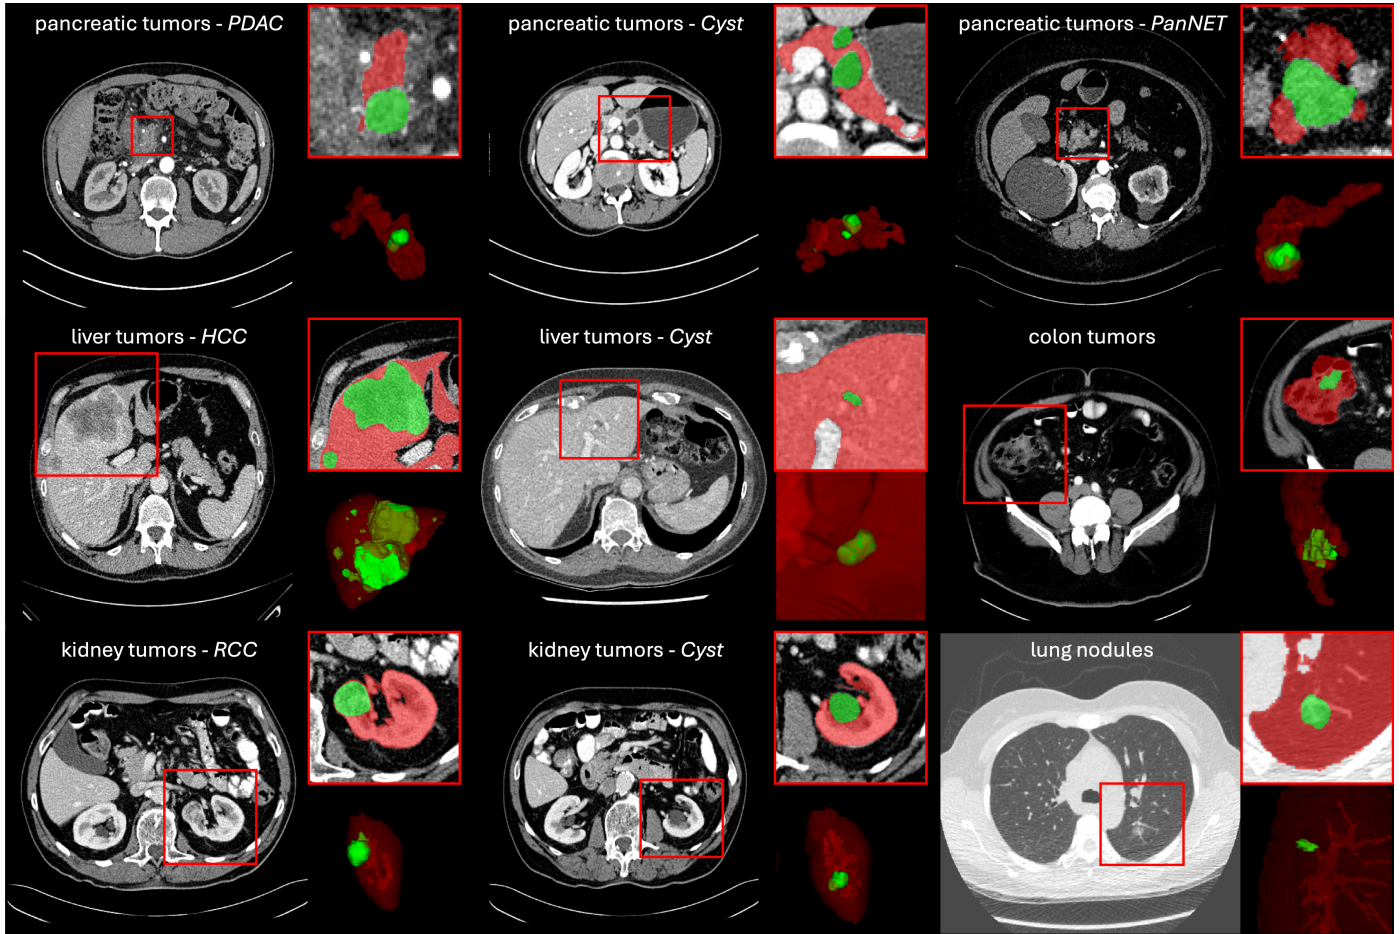 pancreatic tumors - PDAC
pancreatic tumors - Cyst
pancreatic tumors - PanNET
liver tumors - HCC
liver tumors - Cyst
colon tumors
kidney tumors - RCC
kidney tumors - Cyst
lung nodules